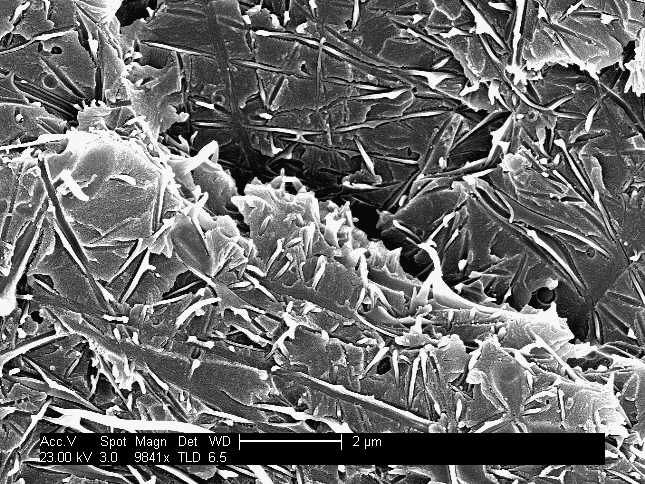 Acc.V Spot Magn Det WD 2 µm
23.00 kV 3.0 9841x TLD 6.5